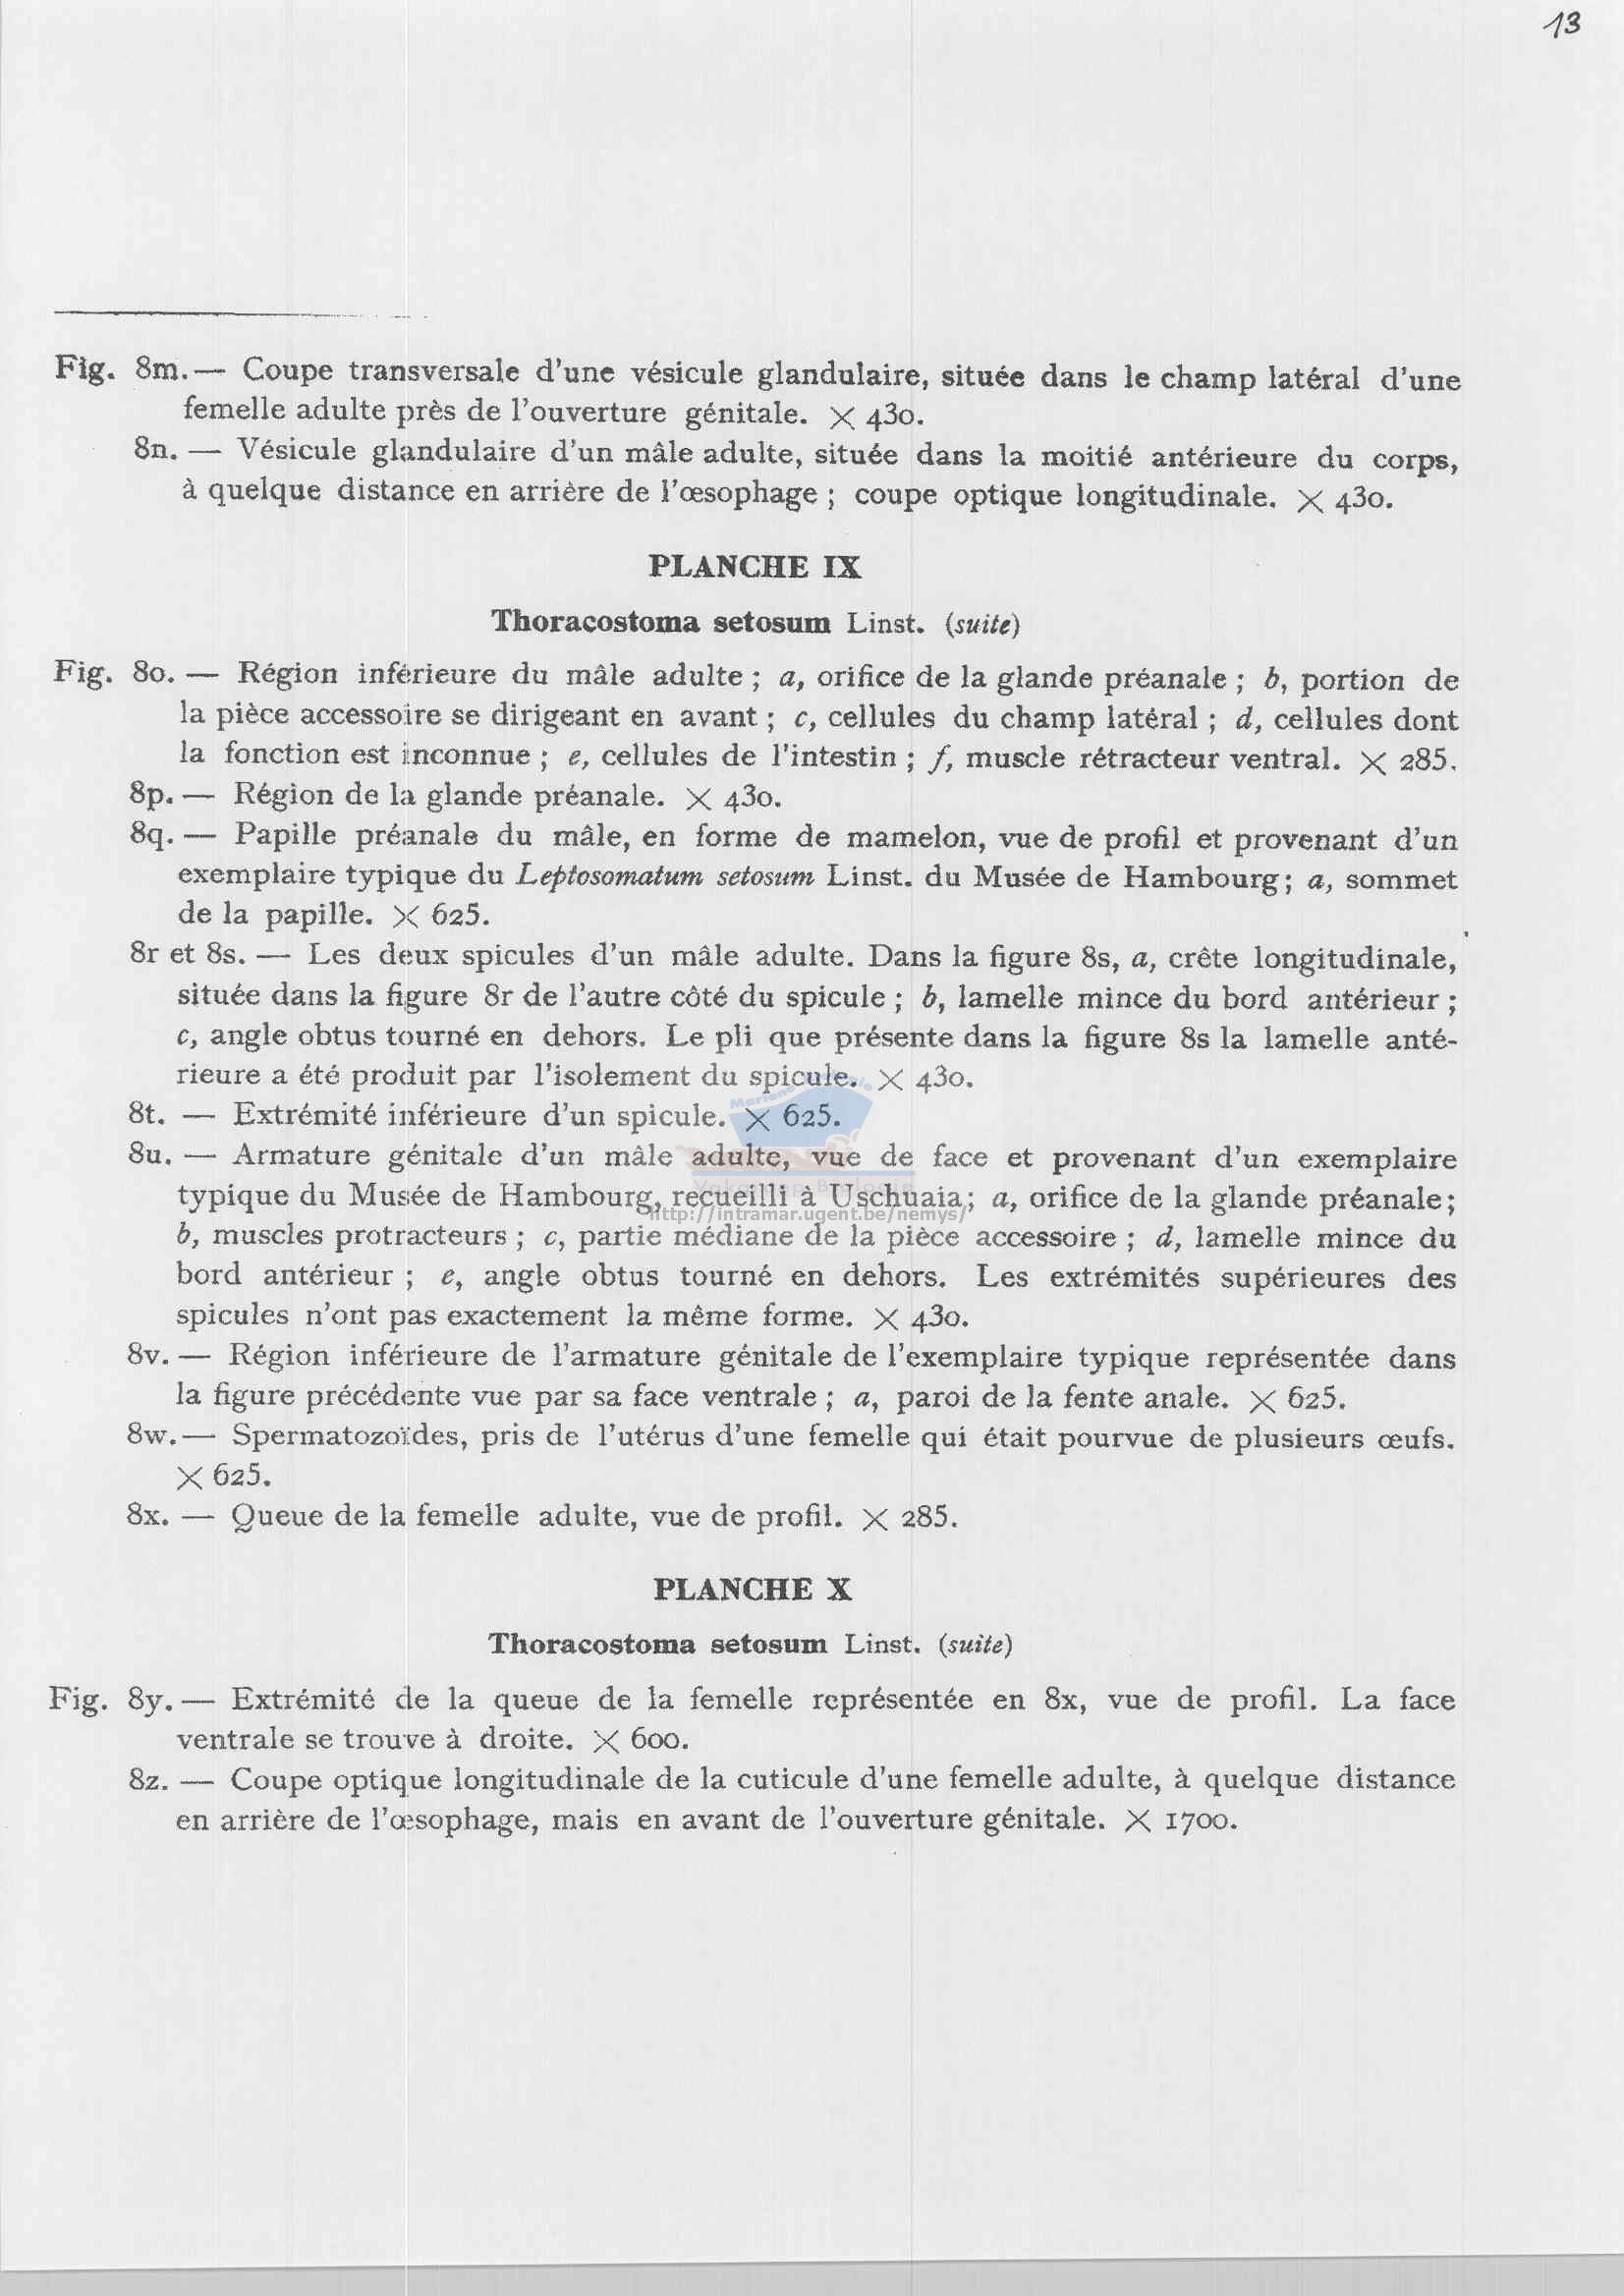 13
Fig. 8m.— Coupe transversale d'une vésicule glandulaire, située dans le champ latéral d'une
femelle adulte près de l'ouverture génitale. × 430.
8n. — Vésicule glandulaire d'un mâle adulte, située dans la moitié antérieure du corps,
à quelque distance en arrière de l'œsophage ; coupe optique longitudinale. × 430.
PLANCHE IX
Thoracostoma setosum Linst. (suite)
Fig. 8o. — Région inférieure du mâle adulte ; a, orifice de la glande préanale ; b, portion de
la pièce accessoire se dirigeant en avant ; c, cellules du champ latéral ; d, cellules dont
la fonction est inconnue ; e, cellules de l'intestin ; f, muscle rétracteur ventral. × 285.
8p. — Région de la glande préanale. × 430.
8q. — Papille préanale du mâle, en forme de mamelon, vue de profil et provenant d'un
exemplaire typique du Leptosomatum setosum Linst. du Musée de Hambourg; a, sommet
de la papille. × 625.
8r et 8s. — Les deux spicules d'un mâle adulte. Dans la figure 8s, a, crête longitudinale,
située dans la figure 8r de l'autre côté du spicule ; b, lamelle mince du bord antérieur ;
c, angle obtus tourné en dehors. Le pli que présente dans la figure 8s la lamelle anté-
rieure a été produit par l'isolement du spicule. × 430.
8t. — Extrémité inférieure d'un spicule. × 625.
8u. — Armature génitale d'un mâle adulte, vue de face et provenant d'un exemplaire
typique du Musée de Hambourg, recueilli à Uschuaia; a, orifice de la glande préanale;
http://intramar.ugent.be/nemys/
b, muscles protracteurs ; c, partie médiane de la pièce accessoire ; d, lamelle mince du
bord antérieur ; e, angle obtus tourné en dehors. Les extrémités supérieures des
spicules n'ont pas exactement la même forme. × 430.
8v. — Région inférieure de l'armature génitale de l'exemplaire typique représentée dans
la figure précédente vue par sa face ventrale ; a, paroi de la fente anale. × 625.
8w.— Spermatozoïdes, pris de l'utérus d'une femelle qui était pourvue de plusieurs œufs.
× 625.
8x. — Queue de la femelle adulte, vue de profil. × 285.
PLANCHE X
Thoracostoma setosum Linst. (suite)
Fig. 8y. — Extrémité de la queue de la femelle représentée en 8x, vue de profil. La face
ventrale se trouve à droite. × 600.
8z. — Coupe optique longitudinale de la cuticule d'une femelle adulte, à quelque distance
en arrière de l'œsophage, mais en avant de l'ouverture génitale. × 1700.